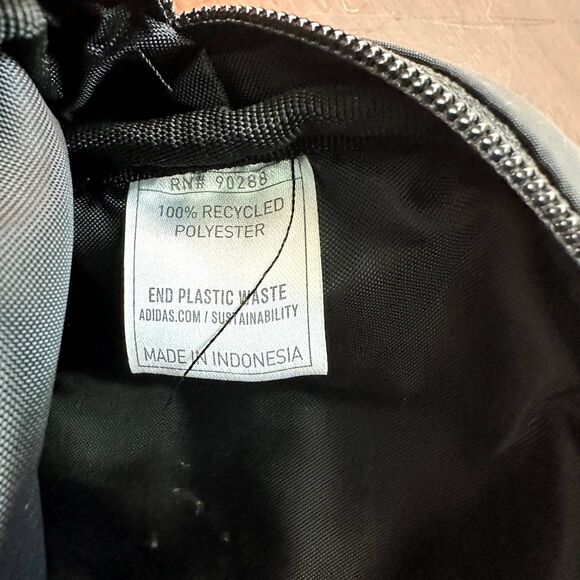 RN# 90288
100% RECYCLED
POLYESTER
END PLASTIC WASTE
ADIDAS.COM / SUSTAINABILITY
MADE IN INDONESIA